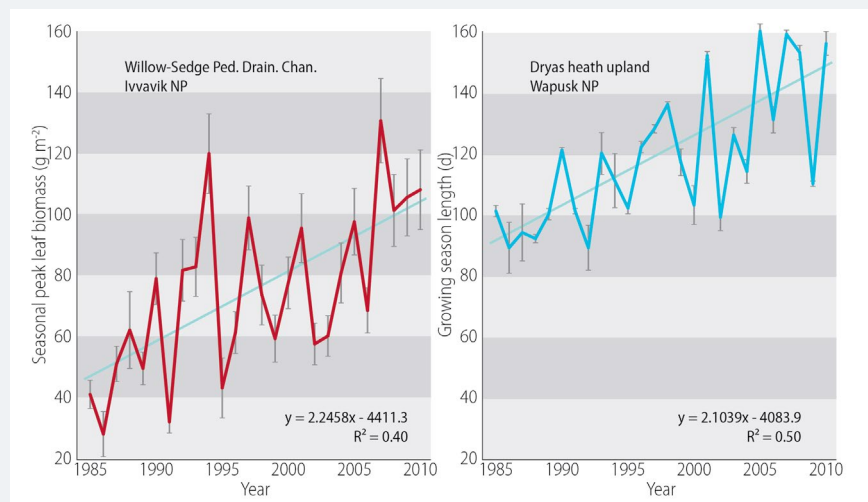 160
140
120
100
80
60
40
20
Seasonal peak leaf biomass (g m⁻²)
Willow-Sedge Ped. Drain. Chan.
Ivvavik NP
y = 2.2458x - 4411.3
R² = 0.40
1985 1990 1995 2000 2005 2010
Year
160
140
120
100
80
60
40
20
Growing season length (d)
Dryas heath upland
Wapusk NP
y = 2.1039x - 4083.9
R² = 0.50
1985 1990 1995 2000 2005 2010
Year